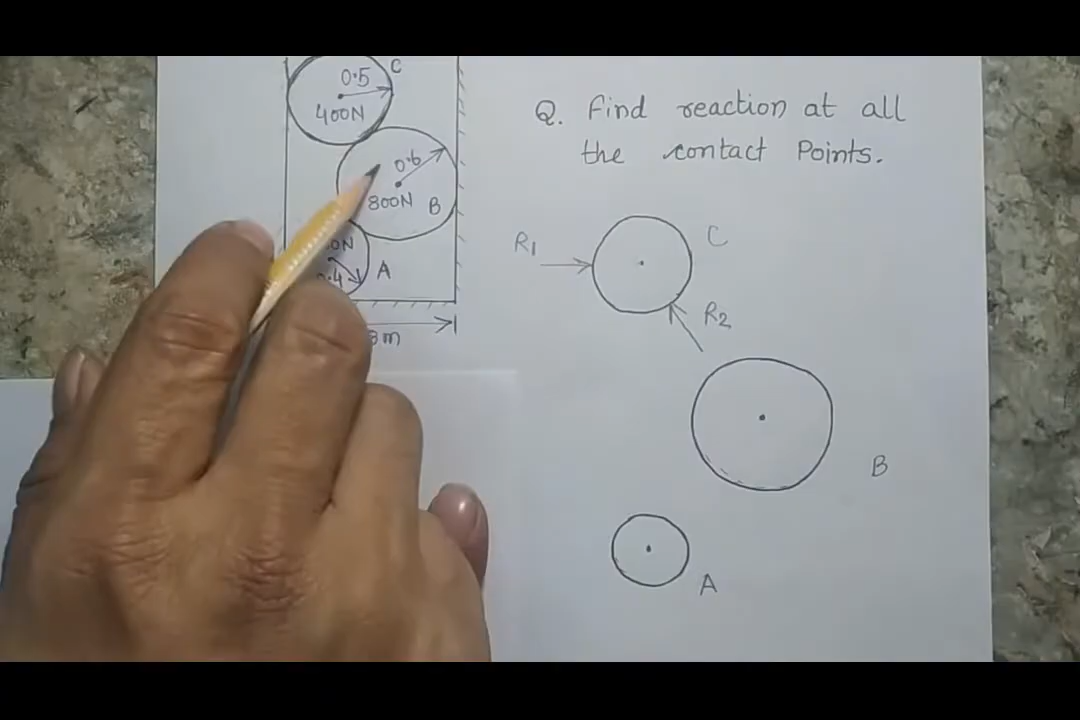 C
0.5
400N
0.6
800N B
A
Q. Find reaction at all
the contact Points.
R1
C
R2
B
A